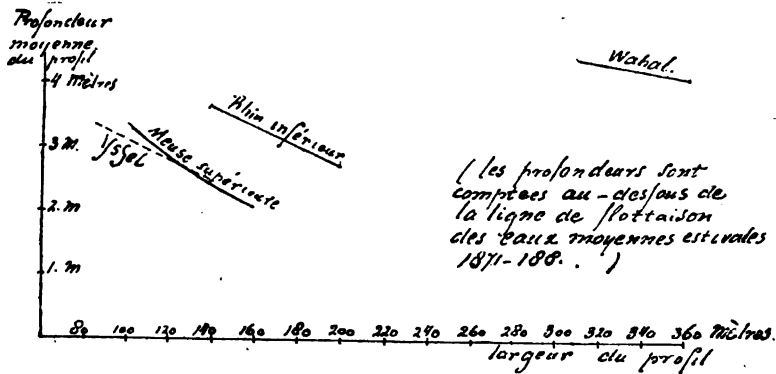 Profondeur
moyenne
du profil
4 Mètres
3 M.
2. m
1. m
Yssel
Meuse supérieure
Rhin inférieur
Wahal.
( les profondeurs sont
comptées au-dessous de
la ligne de flottaison
des eaux moyennes estivales
1871-188. . )
80 100 120 140 160 180 200 220 240 260 280 300 320 340 360 Mètres.
largeur du profil